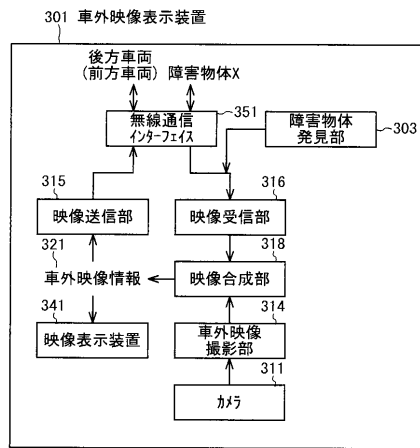 301 車外映像表示装置
後方車両
(前方車両) 障害物体X
無線通信
インターフェイス
351
障害物体
発見部
303
315
映像送信部
316
映像受信部
321
車外映像情報
318
映像合成部
341
映像表示装置
314
車外映像
撮影部
311
カメラ